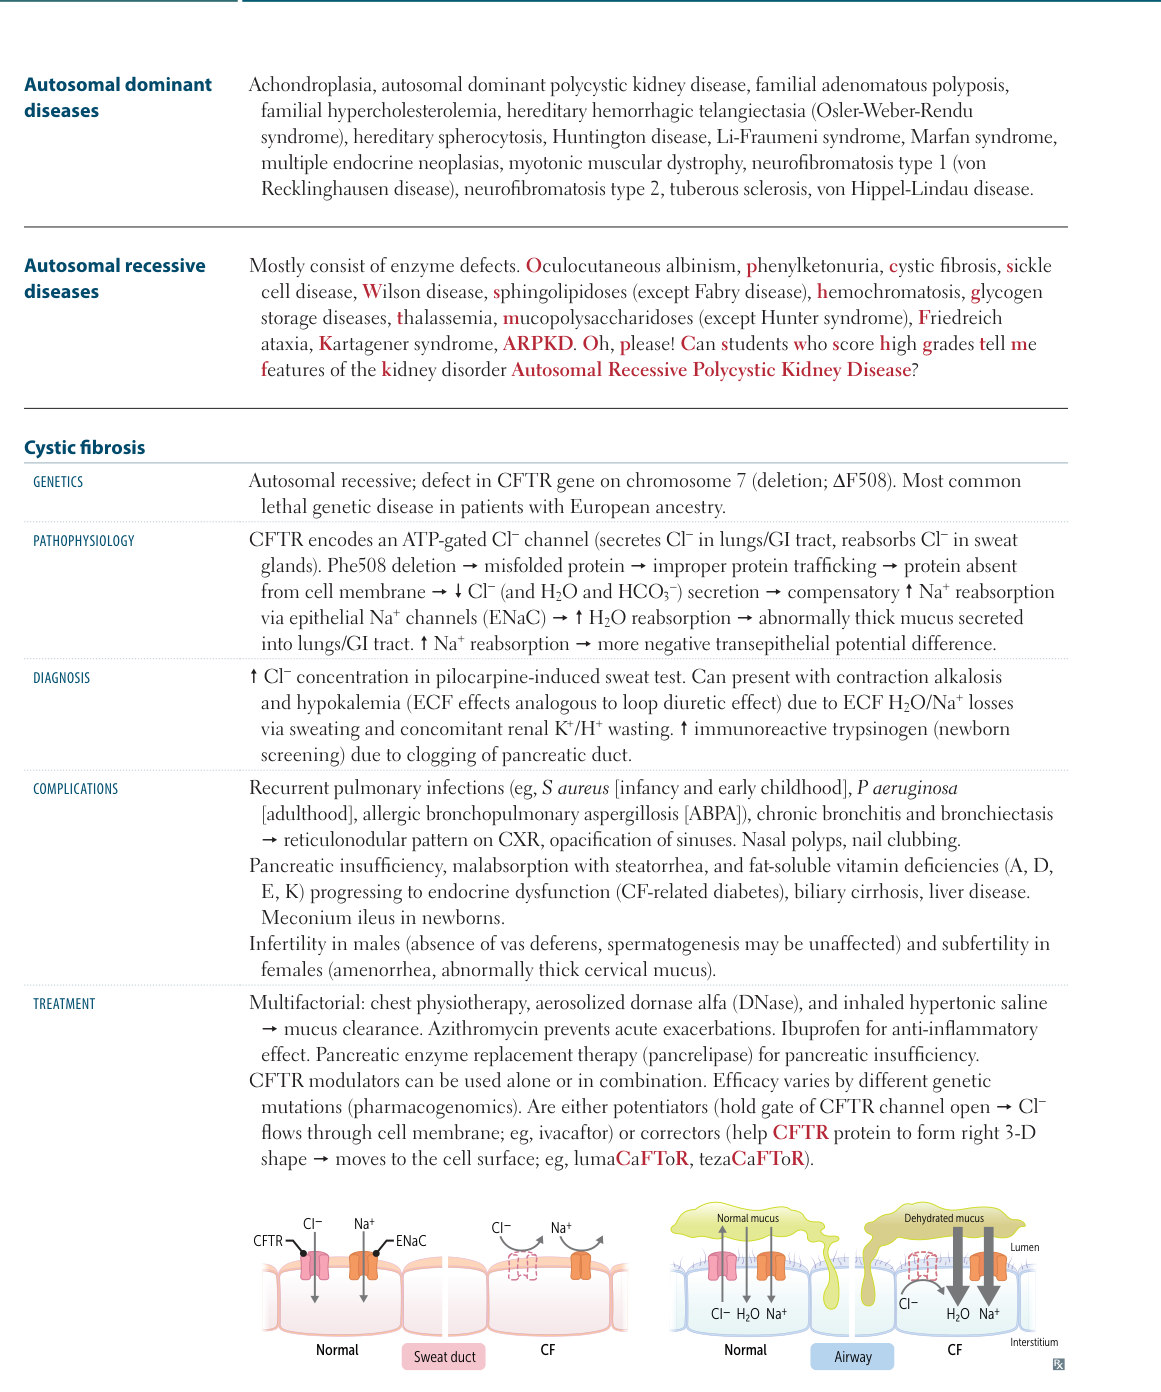 Autosomal dominant diseases
Achondroplasia, autosomal dominant polycystic kidney disease, familial adenomatous polyposis,
familial hypercholesterolemia, hereditary hemorrhagic telangiectasia (Osler-Weber-Rendu
syndrome), hereditary spherocytosis, Huntington disease, Li-Fraumeni syndrome, Marfan syndrome,
multiple endocrine neoplasias, myotonic muscular dystrophy, neurofibromatosis type 1 (von
Recklinghausen disease), neurofibromatosis type 2, tuberous sclerosis, von Hippel-Lindau disease.
Autosomal recessive diseases
Mostly consist of enzyme defects. Oculocutaneous albinism, phenylketonuria, cystic fibrosis, sickle
cell disease, Wilson disease, sphingolipidoses (except Fabry disease), hemochromatosis, glycogen
storage diseases, thalassemia, mucopolysaccharidoses (except Hunter syndrome), Friedreich
ataxia, Kartagener syndrome, ARPKD. Oh, please! Can students who score high grades tell me
features of the kidney disorder Autosomal Recessive Polycystic Kidney Disease?
Cystic fibrosis
GENETICS
Autosomal recessive; defect in CFTR gene on chromosome 7 (deletion; ΔF508). Most common
lethal genetic disease in patients with European ancestry.
PATHOPHYSIOLOGY
CFTR encodes an ATP-gated Cl⁻ channel (secretes Cl⁻ in lungs/GI tract, reabsorbs Cl⁻ in sweat
glands). Phe508 deletion → misfolded protein → improper protein trafficking → protein absent
from cell membrane → ↓ Cl⁻ (and H₂O and HCO₃⁻) secretion → compensatory ↑ Na⁺ reabsorption
via epithelial Na⁺ channels (ENaC) → ↑ H₂O reabsorption → abnormally thick mucus secreted
into lungs/GI tract. ↑ Na⁺ reabsorption → more negative transepithelial potential difference.
DIAGNOSIS
↑ Cl⁻ concentration in pilocarpine-induced sweat test. Can present with contraction alkalosis
and hypokalemia (ECF effects analogous to loop diuretic effect) due to ECF H₂O/Na⁺ losses
via sweating and concomitant renal K⁺/H⁺ wasting. ↑ immunoreactive trypsinogen (newborn
screening) due to clogging of pancreatic duct.
COMPLICATIONS
Recurrent pulmonary infections (eg, S aureus [infancy and early childhood], P aeruginosa
[adulthood], allergic bronchopulmonary aspergillosis [ABPA]), chronic bronchitis and bronchiectasis
→ reticulonodular pattern on CXR, opacification of sinuses. Nasal polyps, nail clubbing.
Pancreatic insufficiency, malabsorption with steatorrhea, and fat-soluble vitamin deficiencies (A, D,
E, K) progressing to endocrine dysfunction (CF-related diabetes), biliary cirrhosis, liver disease.
Meconium ileus in newborns.
Infertility in males (absence of vas deferens, spermatogenesis may be unaffected) and subfertility in
females (amenorrhea, abnormally thick cervical mucus).
TREATMENT
Multifactorial: chest physiotherapy, aerosolized dornase alfa (DNase), and inhaled hypertonic saline
→ mucus clearance. Azithromycin prevents acute exacerbations. Ibuprofen for anti-inflammatory
effect. Pancreatic enzyme replacement therapy (pancrelipase) for pancreatic insufficiency.
CFTR modulators can be used alone or in combination. Efficacy varies by different genetic
mutations (pharmacogenomics). Are either potentiators (hold gate of CFTR channel open → Cl⁻
flows through cell membrane; eg, ivacaftor) or correctors (help CFTR protein to form right 3-D
shape → moves to the cell surface; eg, lumaCaFToR, tezaCaFToR).
Cl⁻ Na⁺
CFTR ENaC
Cl⁻ Na⁺
Normal Sweat duct CF
Normal mucus
Dehydrated mucus
Lumen
Cl⁻ H₂O Na⁺
Cl⁻ H₂O Na⁺
Interstitium
Normal Airway CF
Rx